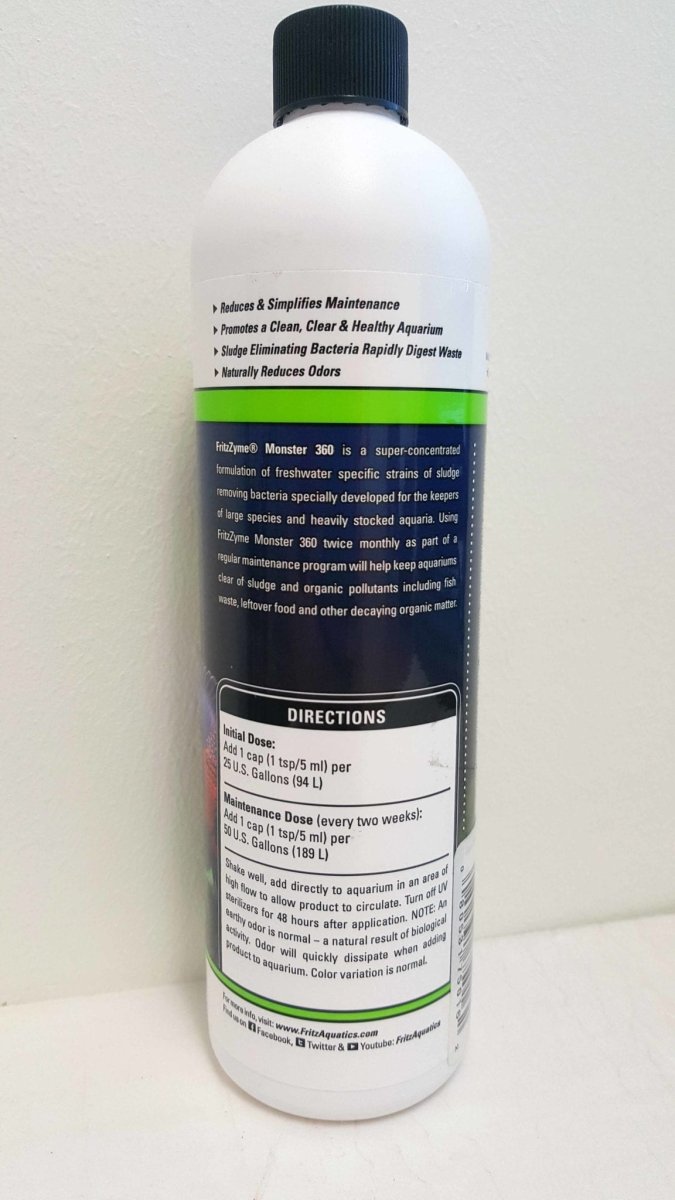 ▸ Reduces & Simplifies Maintenance
▸ Promotes a Clean, Clear & Healthy Aquarium
▸ Sludge Eliminating Bacteria Rapidly Digest Waste
▸ Naturally Reduces Odors
FritzZyme® Monster 360 is a super-concentrated
formulation of freshwater specific strains of sludge
removing bacteria specially developed for the keepers
of large species and heavily stocked aquaria. Using
FritzZyme Monster 360 twice monthly as part of a
regular maintenance program will help keep aquariums
clear of sludge and organic pollutants including fish
waste, leftover food and other decaying organic matter.
DIRECTIONS
Initial Dose:
Add 1 cap (1 tsp/5 ml) per
25 U.S. Gallons (94 L)
Maintenance Dose (every two weeks):
Add 1 cap (1 tsp/5 ml) per
50 U.S. Gallons (189 L)
Shake well, add directly to aquarium in an area of
high flow to allow product to circulate. Turn off UV
sterilizers for 48 hours after application. NOTE: An
earthy odor is normal – a natural result of biological
activity. Odor will quickly dissipate when adding
product to aquarium. Color variation is normal.
For more info, visit: www.FritzAquatics.com
Find us on Facebook, Twitter & Youtube: FritzAquatics